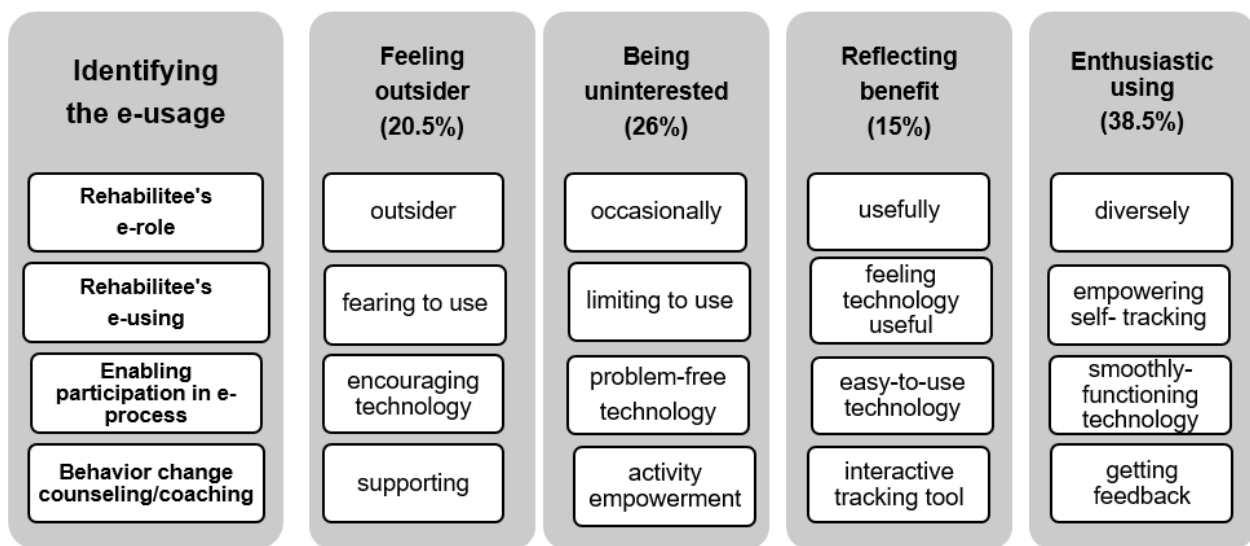 Identifying
the e-usage
Feeling
outsider
(20.5%)
Being
uninterested
(26%)
Reflecting
benefit
(15%)
Enthusiastic
using
(38.5%)
Rehabilitee's
e-role
outsider
occasionally
usefully
diversely
Rehabilitee's
e-using
fearing to use
limiting to use
feeling
technology
useful
empowering
self- tracking
Enabling
participation in e-
process
encouraging
technology
problem-free
technology
easy-to-use
technology
smoothly-
functioning
technology
Behavior change
counseling/coaching
supporting
activity
empowerment
interactive
tracking tool
getting
feedback